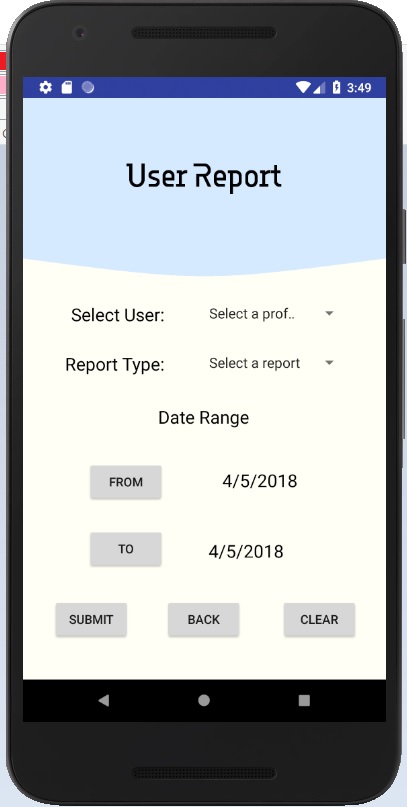 3:49
User Report
Select User: Select a prof..
Report Type: Select a report
Date Range
FROM 4/5/2018
TO 4/5/2018
SUBMIT BACK CLEAR